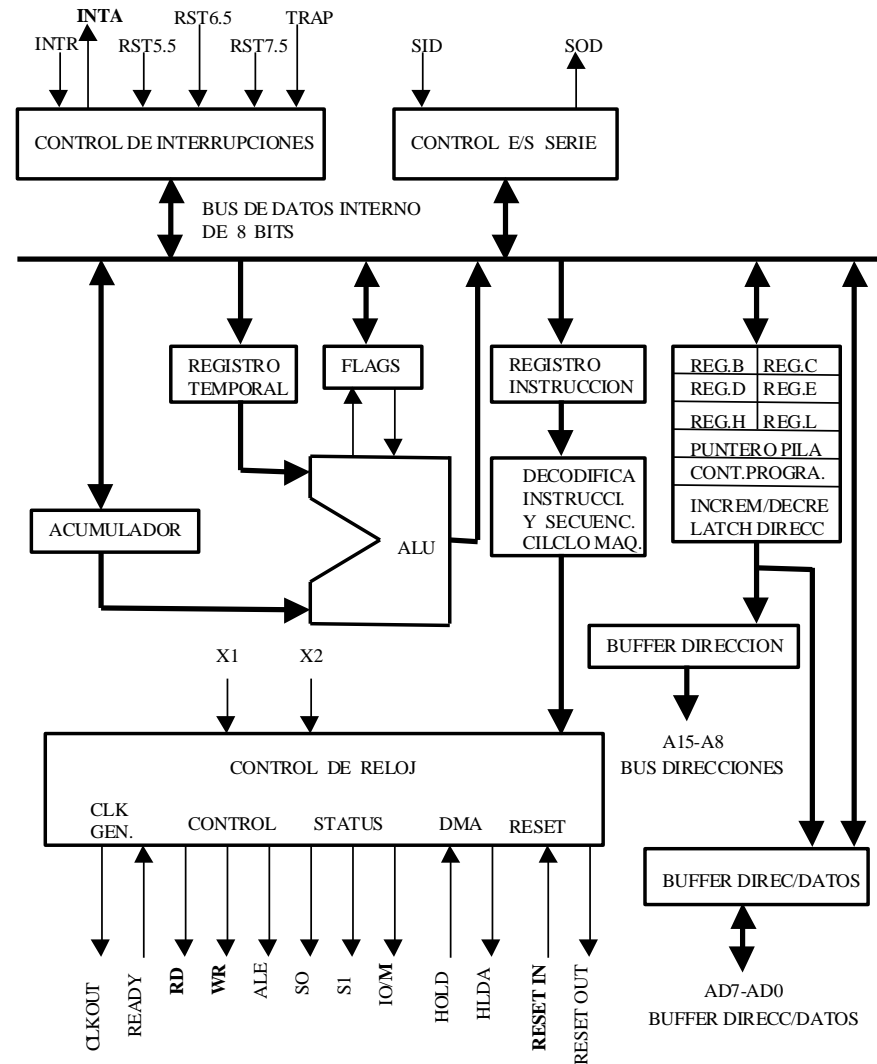 INTA
RST6.5
TRAP
INTR
RST5.5
RST7.5
SID
SOD
CONTROL DE INTERRUPCIONES
CONTROL E/S SERIE
BUS DE DATOS INTERNO
DE 8 BITS
REGISTRO
TEMPORAL
FLAGS
REGISTRO
INSTRUCCION
REG.B
REG.C
REG.D
REG.E
REG.H
REG.L
PUNTERO PILA
CONT.PROGRA.
INCREM/DECRE
LATCH DIRECC
DECODIFICA
INSTRUCCI.
Y SECUENC.
CILCLO MAQ.
ACUMULADOR
ALU
BUFFER DIRECCION
X1
X2
A15-A8
BUS DIRECCIONES
CONTROL DE RELOJ
CLK
GEN.
CONTROL
STATUS
DMA
RESET
BUFFER DIREC/DATOS
CLKOUT
READY
RD
WR
ALE
SO
S1
IO/M
HOLD
HLDA
RESET IN
RESET OUT
AD7-AD0
BUFFER DIRECC/DATOS